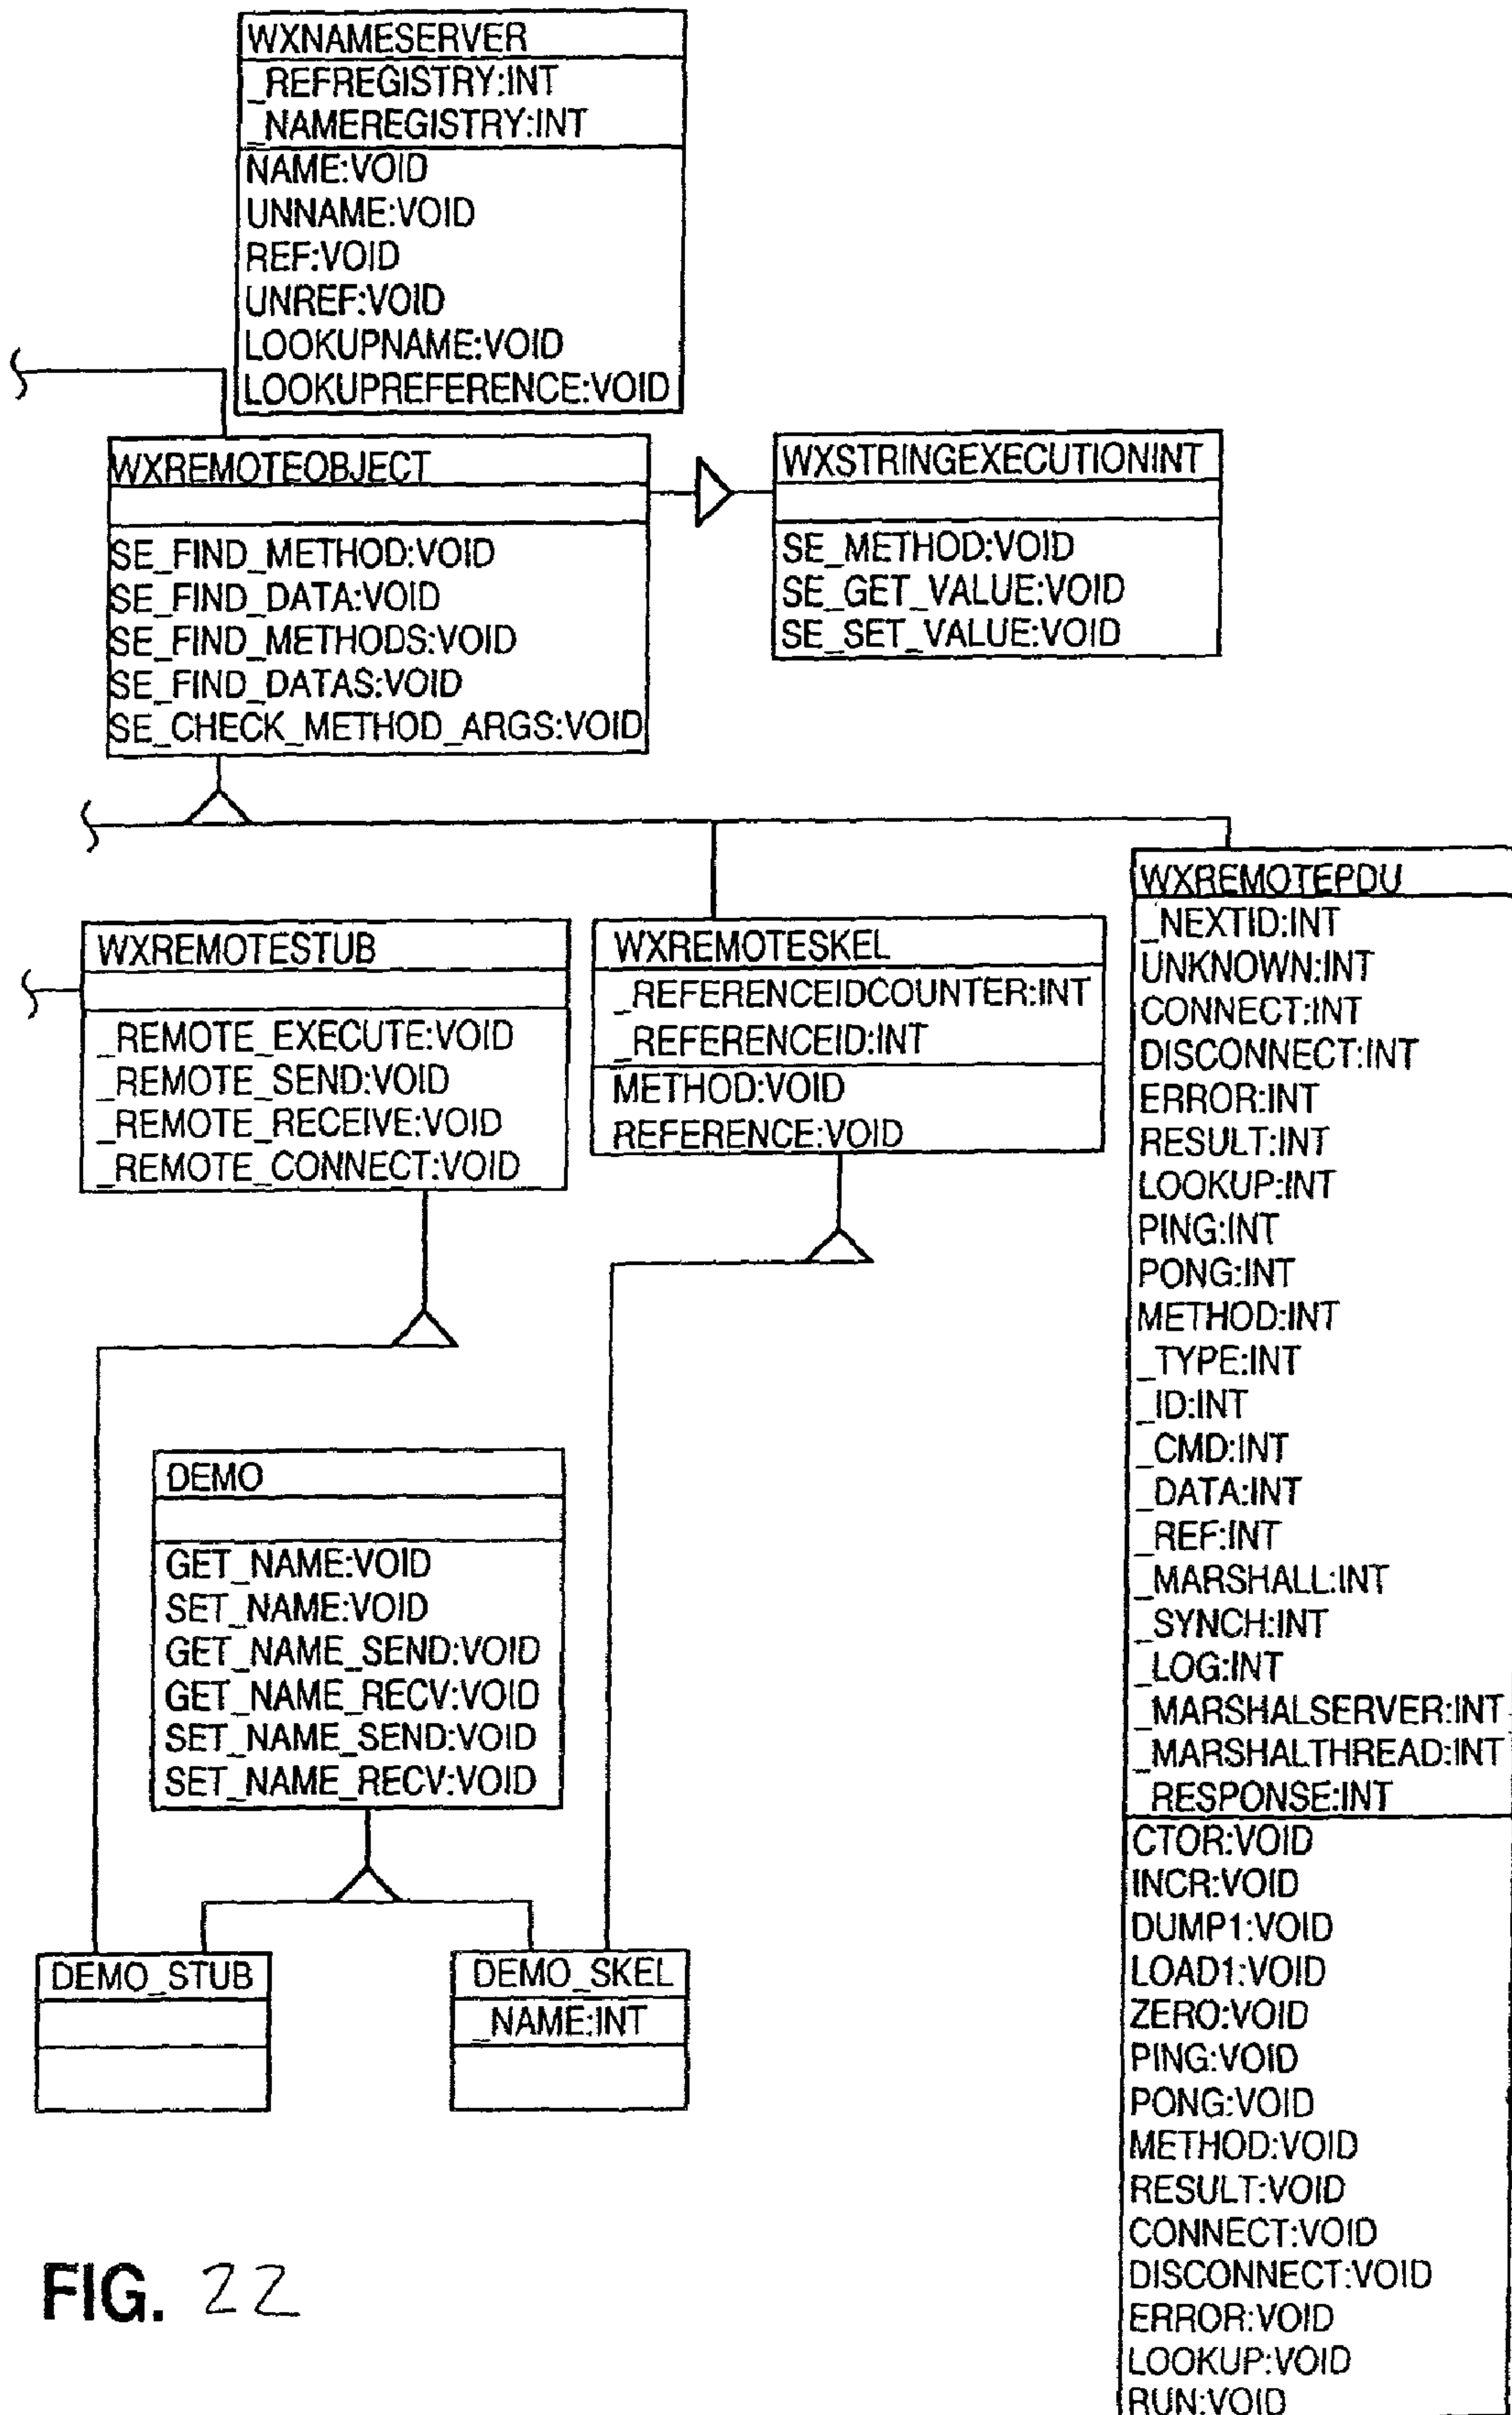 WXNAMESERVER
_REFREGISTRY:INT
_NAMEREGISTRY:INT
NAME:VOID
UNNAME:VOID
REF:VOID
UNREF:VOID
LOOKUPNAME:VOID
LOOKUPREFERENCE:VOID
WXREMOTEOBJECT
SE_FIND_METHOD:VOID
SE_FIND_DATA:VOID
SE_FIND_METHODS:VOID
SE_FIND_DATAS:VOID
SE_CHECK_METHOD_ARGS:VOID
WXSTRINGEXECUTIONINT
SE_METHOD:VOID
SE_GET_VALUE:VOID
SE_SET_VALUE:VOID
WXREMOTESTUB
_REMOTE_EXECUTE:VOID
_REMOTE_SEND:VOID
_REMOTE_RECEIVE:VOID
_REMOTE_CONNECT:VOID
WXREMOTESKEL
_REFERENCEIDCOUNTER:INT
_REFERENCEID:INT
METHOD:VOID
REFERENCE:VOID
WXREMOTEPDU
_NEXTID:INT
UNKNOWN:INT
CONNECT:INT
DISCONNECT:INT
ERROR:INT
RESULT:INT
LOOKUP:INT
PING:INT
PONG:INT
METHOD:INT
_TYPE:INT
_ID:INT
_CMD:INT
_DATA:INT
_REF:INT
_MARSHALL:INT
_SYNCH:INT
_LOG:INT
_MARSHALSERVER:INT
_MARSHALTHREAD:INT
_RESPONSE:INT
CTOR:VOID
INCR:VOID
DUMP1:VOID
LOAD1:VOID
ZERO:VOID
PING:VOID
PONG:VOID
METHOD:VOID
RESULT:VOID
CONNECT:VOID
DISCONNECT:VOID
ERROR:VOID
LOOKUP:VOID
RUN:VOID
DEMO
GET_NAME:VOID
SET_NAME:VOID
GET_NAME_SEND:VOID
GET_NAME_RECV:VOID
SET_NAME_SEND:VOID
SET_NAME_RECV:VOID
DEMO_STUB
DEMO_SKEL
_NAME:INT
FIG. 22